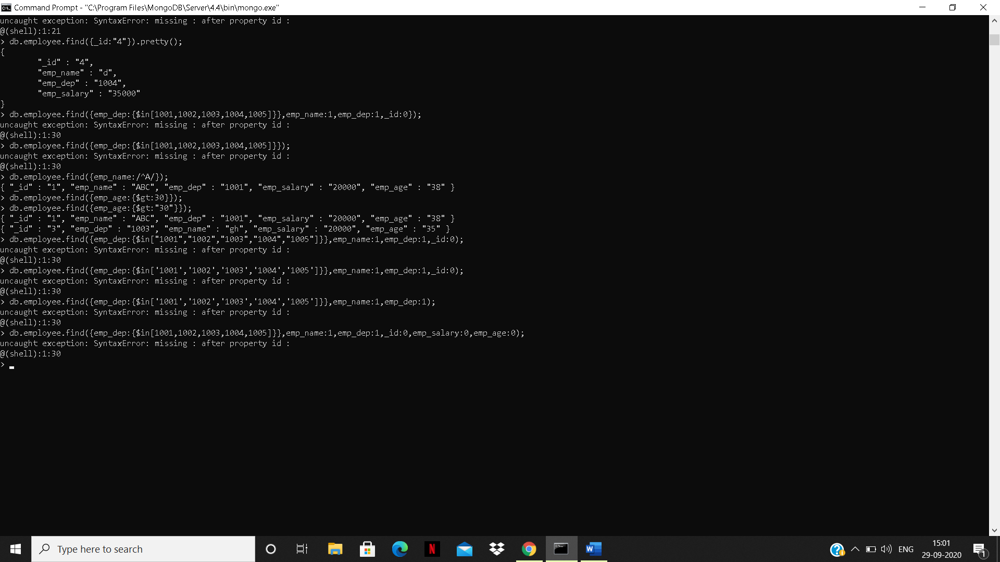 Command Prompt - "C:\Program Files\MongoDB\Server\4.4\bin\mongo.exe"
uncaught exception: SyntaxError: missing : after property id :
@(shell):1:21
> db.employee.find({_id:"4"}).pretty();
{
"_id" : "4",
"emp_name" : "d",
"emp_dep" : "1004",
"emp_salary" : "35000"
}
> db.employee.find({emp_dep:{$in[1001,1002,1003,1004,1005]}},emp_name:1,emp_dep:1,_id:0});
uncaught exception: SyntaxError: missing : after property id :
@(shell):1:30
> db.employee.find({emp_dep:{$in[1001,1002,1003,1004,1005]}});
uncaught exception: SyntaxError: missing : after property id :
@(shell):1:30
> db.employee.find({emp_name:/^A/});
{ "_id" : "1", "emp_name" : "ABC", "emp_dep" : "1001", "emp_salary" : "20000", "emp_age" : "38" }
> db.employee.find({emp_age:{$gt:30}});
> db.employee.find({emp_age:{$gt:"30"}});
{ "_id" : "1", "emp_name" : "ABC", "emp_dep" : "1001", "emp_salary" : "20000", "emp_age" : "38" }
{ "_id" : "3", "emp_dep" : "1003", "emp_name" : "gh", "emp_salary" : "20000", "emp_age" : "35" }
> db.employee.find({emp_dep:{$in["1001","1002","1003","1004","1005"]}},emp_name:1,emp_dep:1,_id:0);
uncaught exception: SyntaxError: missing : after property id :
@(shell):1:30
> db.employee.find({emp_dep:{$in['1001','1002','1003','1004','1005']}},emp_name:1,emp_dep:1,_id:0);
uncaught exception: SyntaxError: missing : after property id :
@(shell):1:30
> db.employee.find({emp_dep:{$in['1001','1002','1003','1004','1005']}},emp_name:1,emp_dep:1);
uncaught exception: SyntaxError: missing : after property id :
@(shell):1:30
> db.employee.find({emp_dep:{$in[1001,1002,1003,1004,1005]}},emp_name:1,emp_dep:1,_id:0,emp_salary:0,emp_age:0);
uncaught exception: SyntaxError: missing : after property id :
@(shell):1:30
>
Type here to search
ENG
15:01
29-09-2020
1